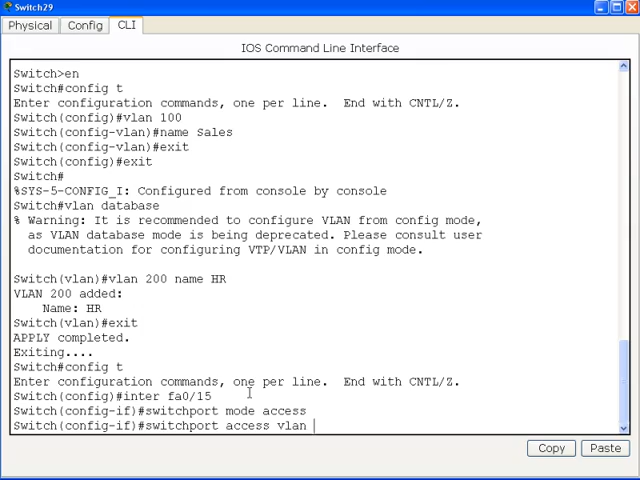 Switch29
Physical Config CLI
IOS Command Line Interface
Switch>en
Switch#config t
Enter configuration commands, one per line.  End with CNTL/Z.
Switch(config)#vlan 100
Switch(config-vlan)#name Sales
Switch(config-vlan)#exit
Switch(config)#exit
Switch#
%SYS-5-CONFIG_I: Configured from console by console
Switch#vlan database
% Warning: It is recommended to configure VLAN from config mode,
  as VLAN database mode is being deprecated. Please consult user
  documentation for configuring VTP/VLAN in config mode.
Switch(vlan)#vlan 200 name HR
VLAN 200 added:
    Name: HR
Switch(vlan)#exit
APPLY completed.
Exiting....
Switch#config t
Enter configuration commands, one per line.  End with CNTL/Z.
Switch(config)#inter fa0/15
Switch(config-if)#switchport mode access
Switch(config-if)#switchport access vlan
Copy Paste